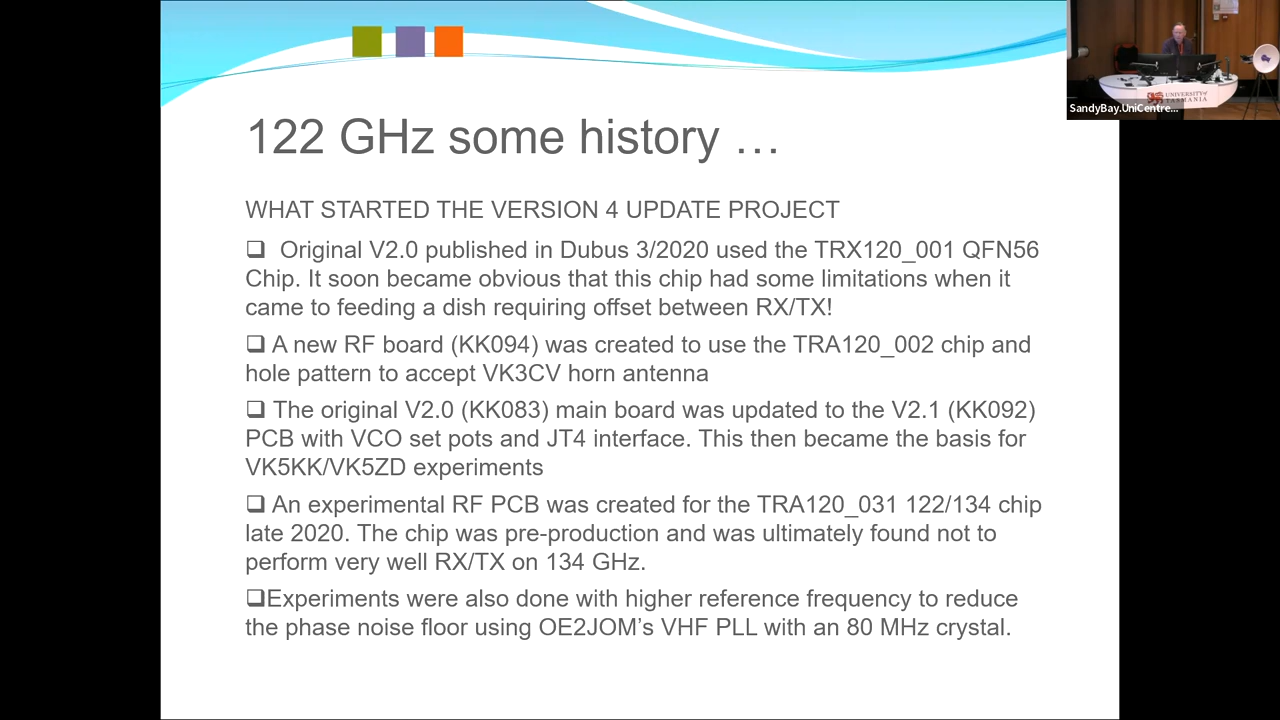 SandyBay.UniCentre...
UNIVERSITY of
TASMANIA
122 GHz some history …
WHAT STARTED THE VERSION 4 UPDATE PROJECT
❑ Original V2.0 published in Dubus 3/2020 used the TRX120_001 QFN56
Chip. It soon became obvious that this chip had some limitations when it
came to feeding a dish requiring offset between RX/TX!
❑ A new RF board (KK094) was created to use the TRA120_002 chip and
hole pattern to accept VK3CV horn antenna
❑ The original V2.0 (KK083) main board was updated to the V2.1 (KK092)
PCB with VCO set pots and JT4 interface. This then became the basis for
VK5KK/VK5ZD experiments
❑ An experimental RF PCB was created for the TRA120_031 122/134 chip
late 2020. The chip was pre-production and was ultimately found not to
perform very well RX/TX on 134 GHz.
❑Experiments were also done with higher reference frequency to reduce
the phase noise floor using OE2JOM’s VHF PLL with an 80 MHz crystal.